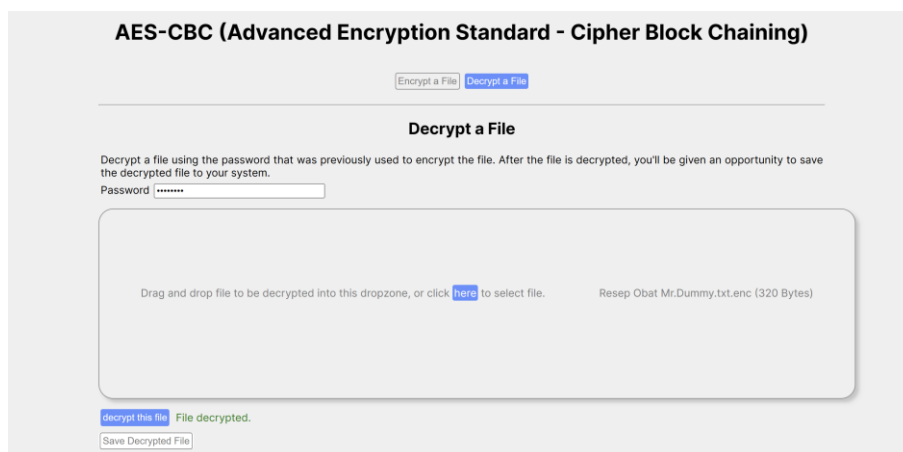 AES-CBC (Advanced Encryption Standard - Cipher Block Chaining)
Encrypt a File Decrypt a File
Decrypt a File
Decrypt a file using the password that was previously used to encrypt the file. After the file is decrypted, you'll be given an opportunity to save
the decrypted file to your system.
Password ••••••••
Drag and drop file to be decrypted into this dropzone, or click here to select file. Resep Obat Mr.Dummy.txt.enc (320 Bytes)
decrypt this file File decrypted.
Save Decrypted File